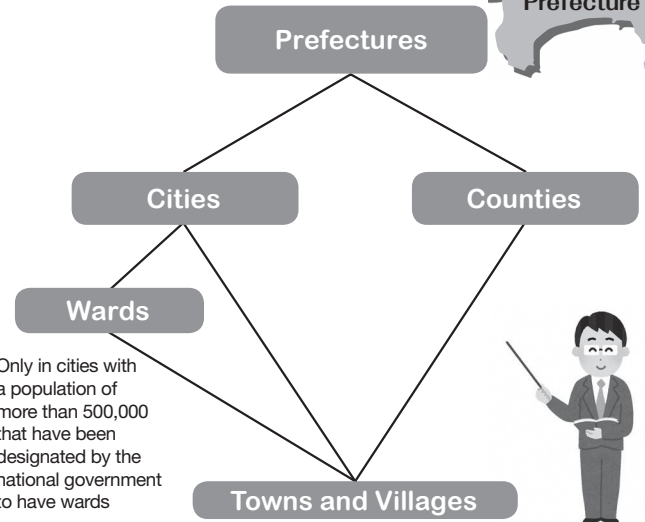 Prefecture
Prefectures
Cities
Counties
Wards
Only in cities with
a population of
more than 500,000
that have been
designated by the
national government
to have wards
Towns and Villages